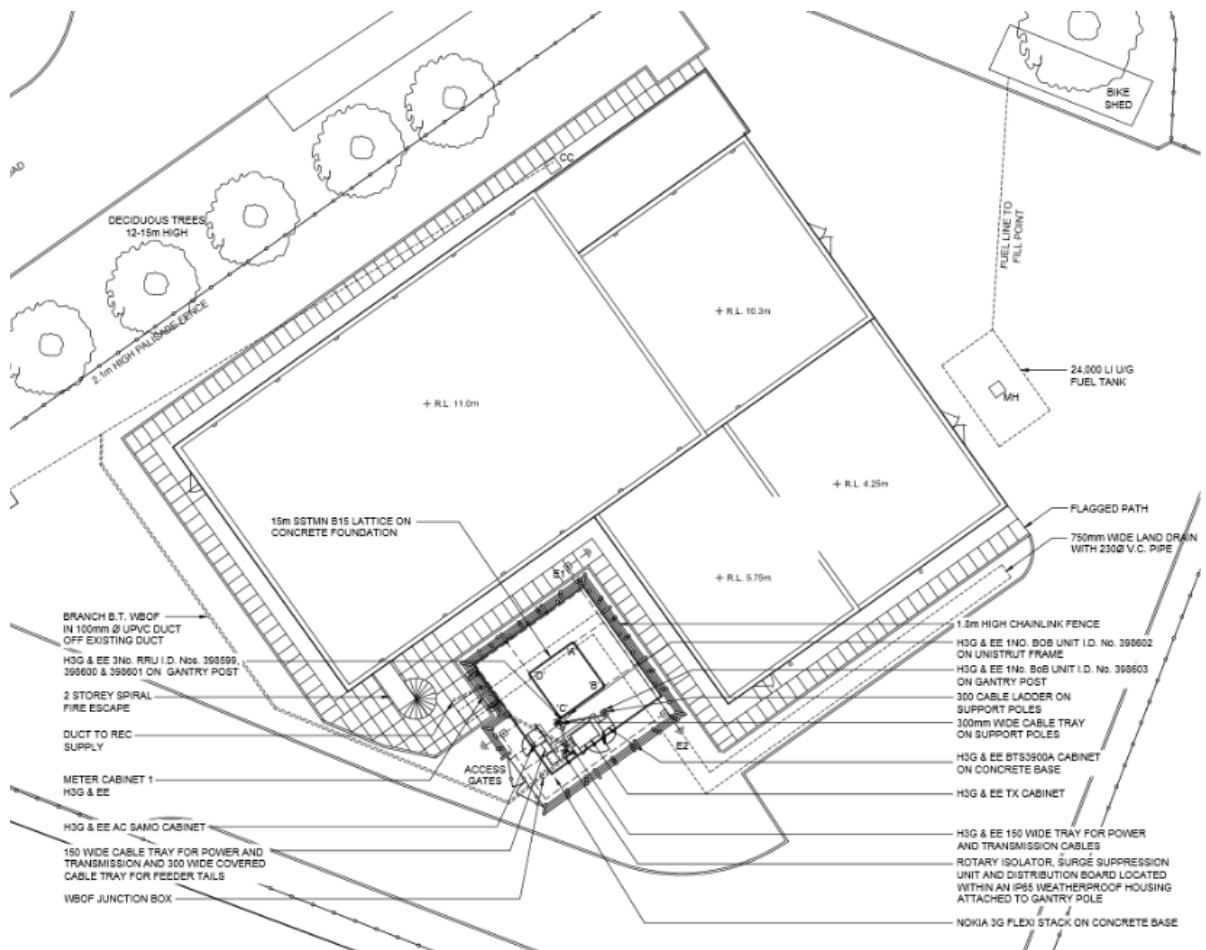 BIKE
SHED
AD
CC
DECIDUOUS TREES
12-15m HIGH
FUEL LINE TO
FILL POINT
2.1m HIGH PALISADE FENCE
R.L. 10.3m
24,000 LI U/G
FUEL TANK
MH
R.L. 11.0m
R.L. 4.25m
15m SSTMN B15 LATTICE ON
CONCRETE FOUNDATION
FLAGGED PATH
750mm WIDE LAND DRAIN
WITH 230Ø V.C. PIPE
E1
R.L. 5.75m
BRANCH B.T. WBOF
IN 100mm Ø UPVC DUCT
OFF EXISTING DUCT
1.8m HIGH CHAINLINK FENCE
H3G & EE 3No. RRU I.D. Nos. 398599,
398600 & 398601 ON GANTRY POST
H3G & EE 1NO. BOB UNIT I.D. No. 398602
ON UNISTRUT FRAME
'A'
'D'
'B'
'C'
H3G & EE 1No. BoB UNIT I.D. No. 398603
ON GANTRY POST
2 STOREY SPIRAL
FIRE ESCAPE
300 CABLE LADDER ON
SUPPORT POLES
300mm WIDE CABLE TRAY
ON SUPPORT POLES
DUCT TO REC
SUPPLY
E2
H3G & EE BTS3900A CABINET
ON CONCRETE BASE
ACCESS
GATES
METER CABINET 1
H3G & EE
H3G & EE TX CABINET
H3G & EE AC SAMO CABINET
H3G & EE 150 WIDE TRAY FOR POWER
AND TRANSMISSION CABLES
150 WIDE CABLE TRAY FOR POWER AND
TRANSMISSION AND 300 WIDE COVERED
CABLE TRAY FOR FEEDER TAILS
ROTARY ISOLATOR, SURGE SUPPRESSION
UNIT AND DISTRIBUTION BOARD LOCATED
WITHIN AN IP65 WEATHERPROOF HOUSING
ATTACHED TO GANTRY POLE
WBOF JUNCTION BOX
NOKIA 3G FLEXI STACK ON CONCRETE BASE